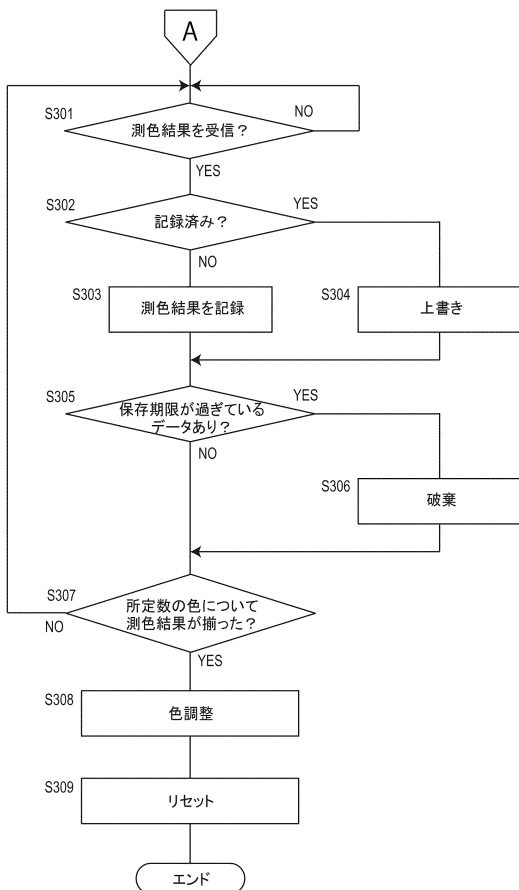 A
S301
測色結果を受信？
NO
YES
S302
記録済み？
YES
NO
S303
測色結果を記録
S304
上書き
S305
保存期限が過ぎている
データあり？
YES
NO
S306
破棄
S307
所定数の色について
測色結果が揃った？
NO
YES
S308
色調整
S309
リセット
エンド